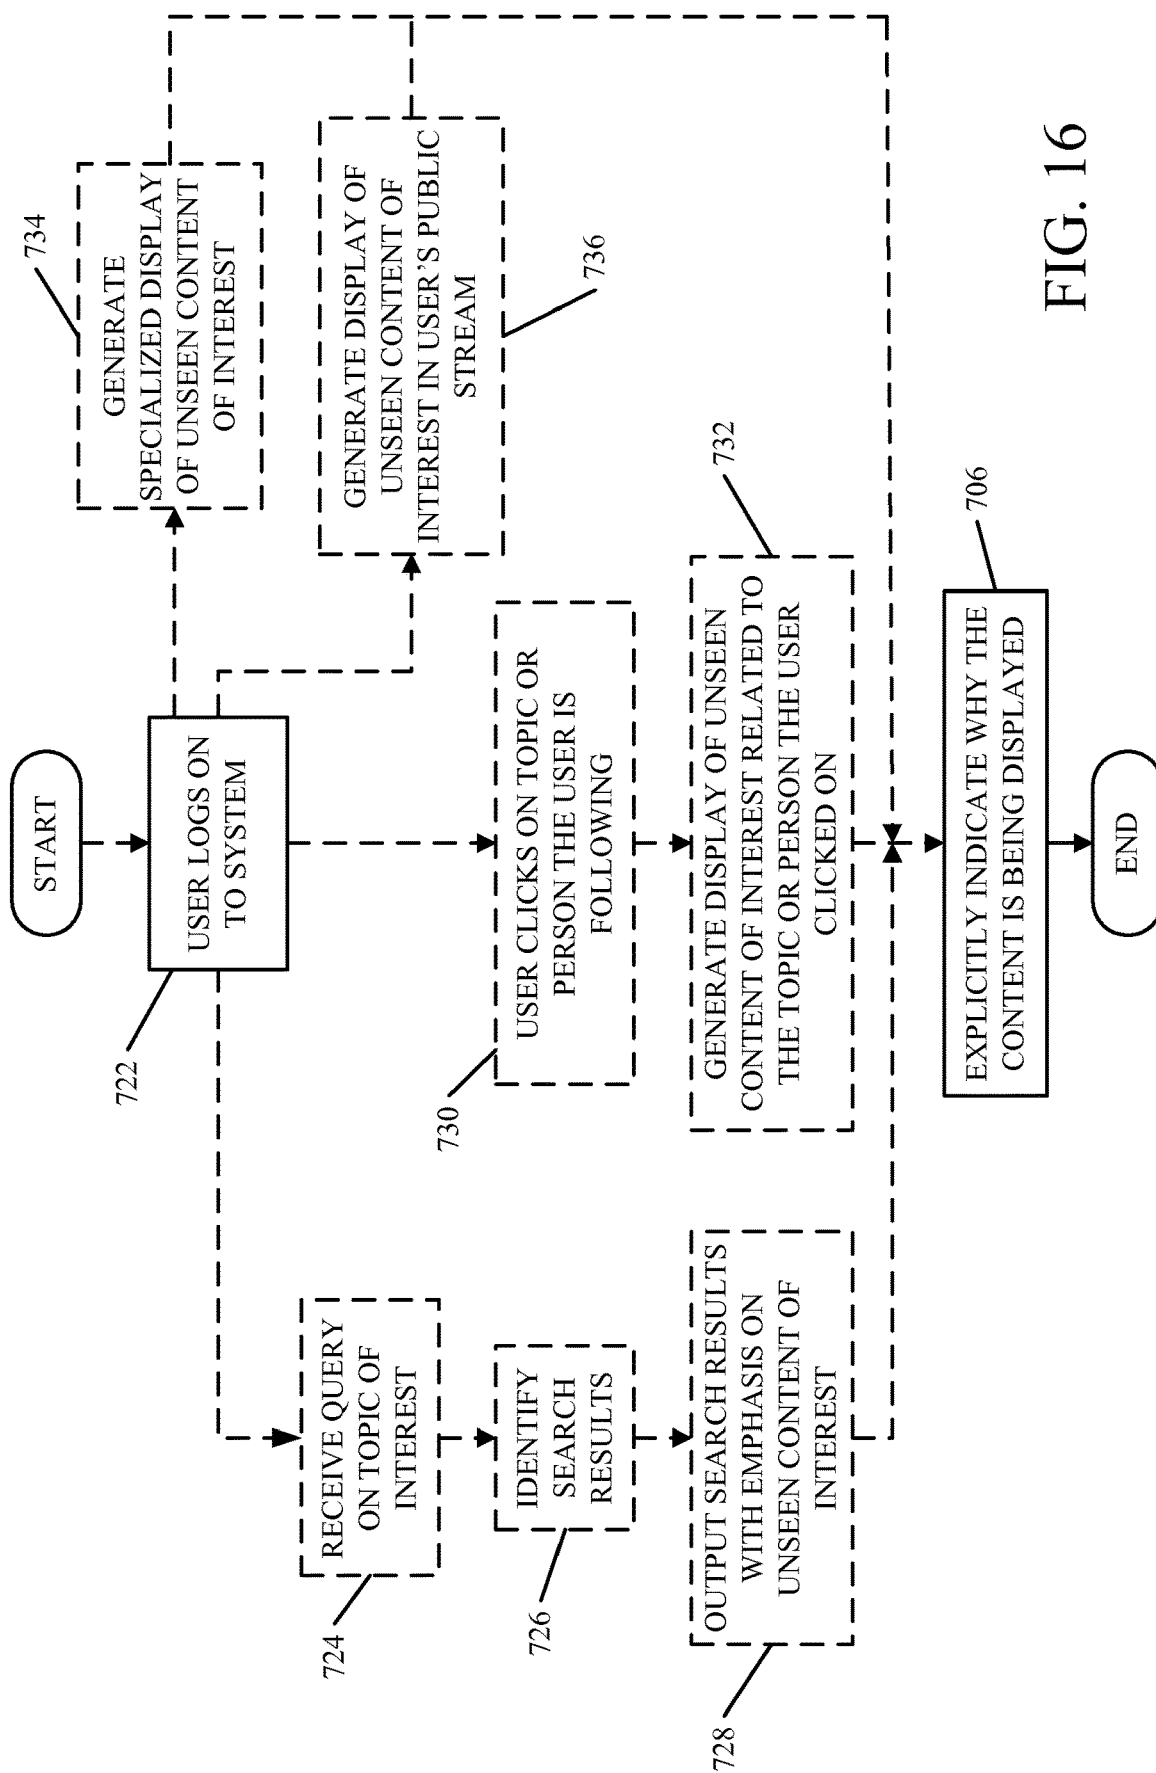 START
722
USER LOGS ON
TO SYSTEM
734
GENERATE
SPECIALIZED DISPLAY
OF UNSEEN CONTENT
OF INTEREST
GENERATE DISPLAY OF
UNSEEN CONTENT OF
INTEREST IN USER'S PUBLIC
STREAM
736
724
RECEIVE QUERY
ON TOPIC OF
INTEREST
726
IDENTIFY
SEARCH
RESULTS
728
OUTPUT SEARCH RESULTS
WITH EMPHASIS ON
UNSEEN CONTENT OF
INTEREST
730
USER CLICKS ON TOPIC OR
PERSON THE USER IS
FOLLOWING
732
GENERATE DISPLAY OF UNSEEN
CONTENT OF INTEREST RELATED TO
THE TOPIC OR PERSON THE USER
CLICKED ON
706
EXPLICITLY INDICATE WHY THE
CONTENT IS BEING DISPLAYED
END
FIG. 16